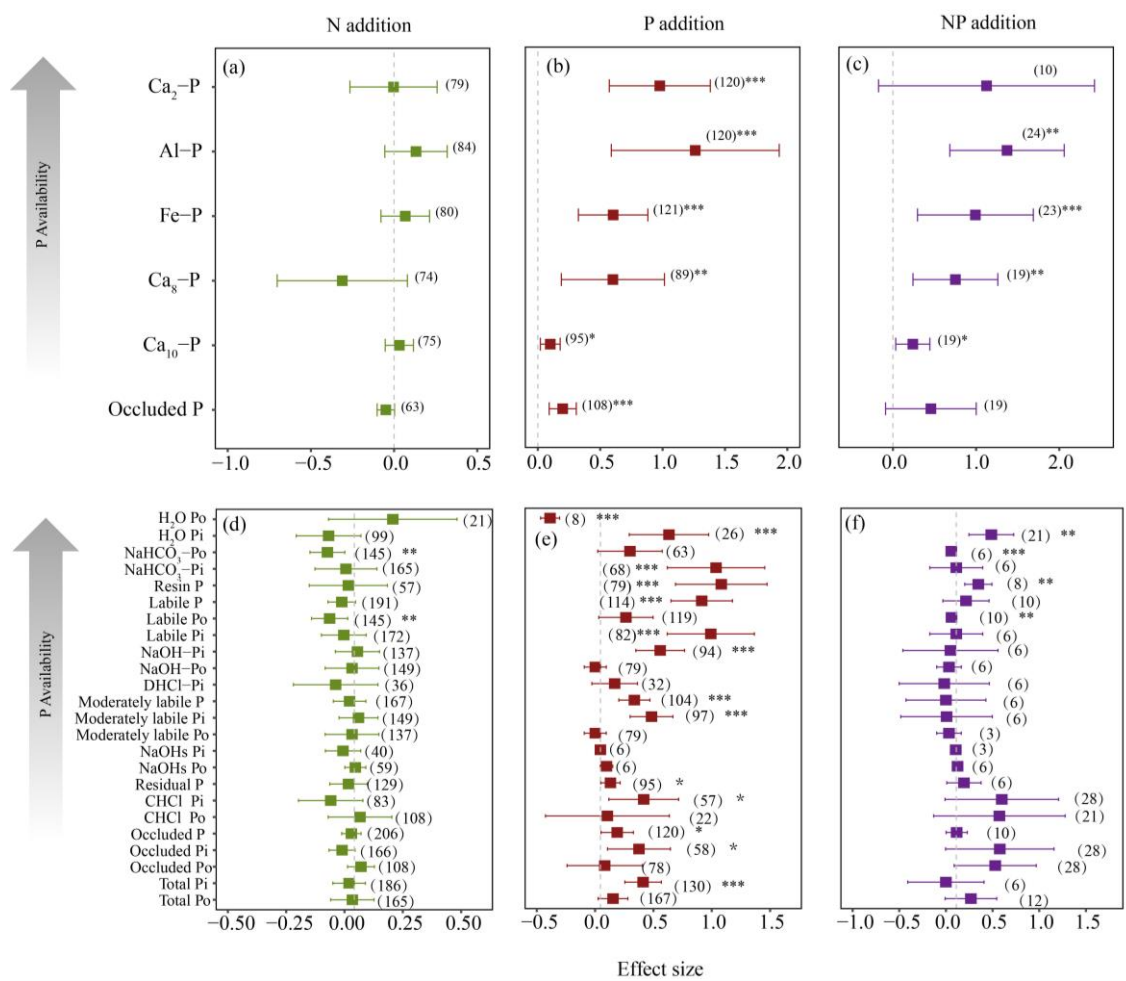 N addition
P addition
NP addition
P Availability
Ca₂−P
Al−P
Fe−P
Ca₈−P
Ca₁₀−P
Occluded P
(a)
(79)
(84)
(80)
(74)
(75)
(63)
−1.0 −0.5 0.0 0.5
(b)
(120)***
(120)***
(121)***
(89)**
(95)*
(108)***
0.0 0.5 1.0 1.5 2.0
(c)
(10)
(24)**
(23)***
(19)**
(19)*
(19)
0.0 1.0 2.0
P Availability
H₂O Po
H₂O Pi
NaHCO₃−Po
NaHCO₃−Pi
Resin P
Labile P
Labile Po
Labile Pi
NaOH−Pi
NaOH−Po
DHCl−Pi
Moderately labile P
Moderately labile Pi
Moderately labile Po
NaOHs Pi
NaOHs Po
Residual P
CHCl Pi
CHCl Po
Occluded P
Occluded Pi
Occluded Po
Total Pi
Total Po
(d)
(21)
(99)
(145) **
(165)
(57)
(191)
(145) **
(172)
(137)
(149)
(36)
(167)
(149)
(137)
(40)
(59)
(129)
(83)
(108)
(206)
(166)
(108)
(186)
(165)
−0.50 −0.25 0.00 0.25 0.50
(e)
(8) ***
(26) ***
(63)
(68) ***
(79) ***
(114) ***
(119)
(82)***
(94) ***
(79)
(32)
(104) ***
(97) ***
(79)
(6)
(6)
(95) *
(57) *
(22)
(120) *
(58) *
(78)
(130) ***
(167)
−0.5 0.0 0.5 1.0 1.5
(f)
(21) **
(6) ***
(6)
(8) **
(10)
(10) **
(6)
(6)
(6)
(6)
(6)
(6)
(3)
(3)
(6)
(6)
(28)
(21)
(10)
(28)
(28)
(6)
(12)
−1.0 −0.5 0.0 0.5 1.0 1.5
Effect size